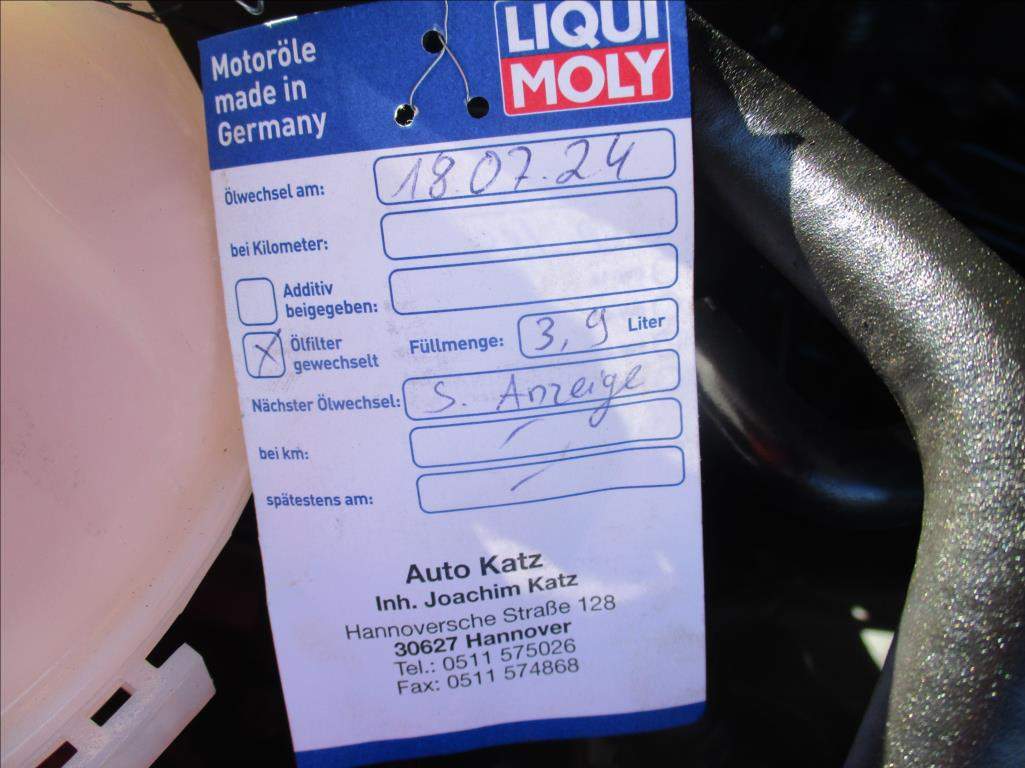 Motoröle
made in
Germany
LIQUI
MOLY
Ölwechsel am: 18.07.24
bei Kilometer:
Additiv
beigegeben:
Ölfilter
gewechselt
Füllmenge: 3,9 Liter
Nächster Ölwechsel: S. Anzeige
bei km: /
spätestens am: /
Auto Katz
Inh. Joachim Katz
Hannoversche Straße 128
30627 Hannover
Tel.: 0511 575026
Fax: 0511 574868